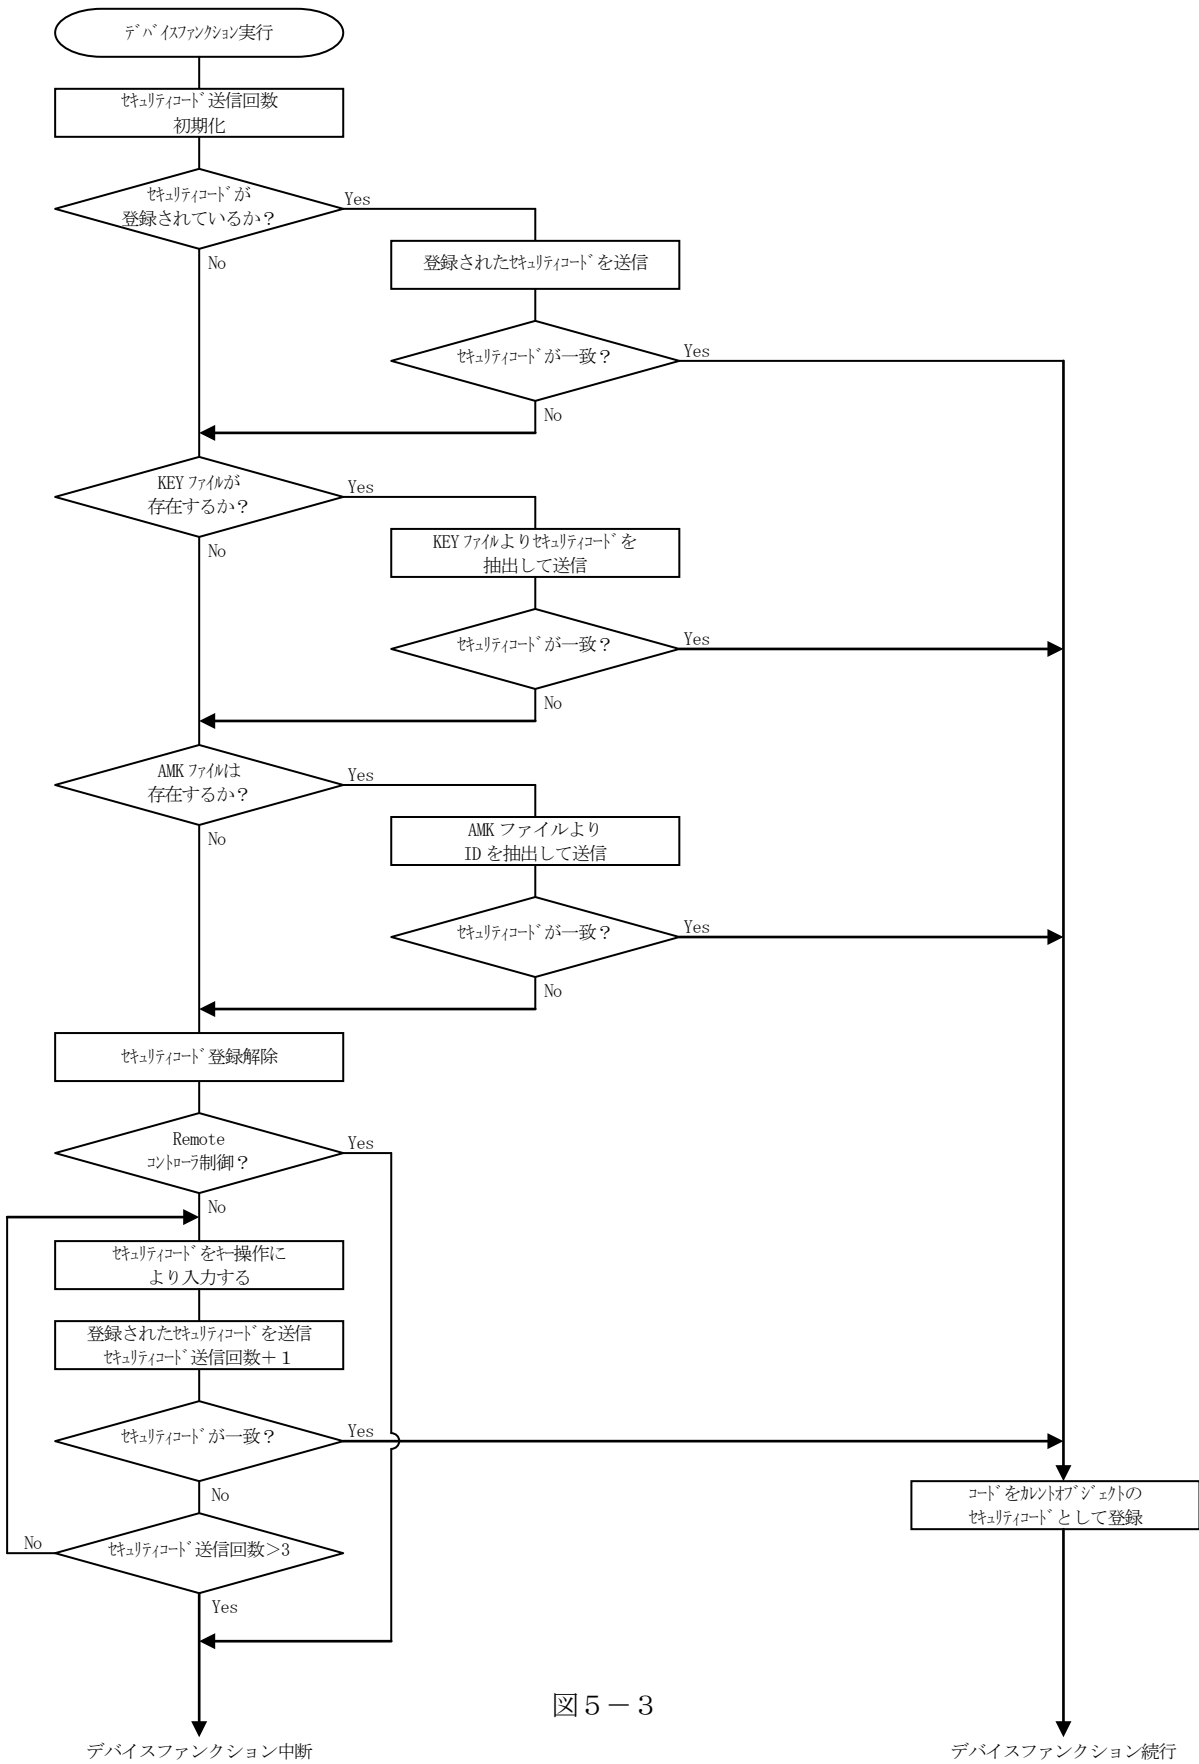 ﾃﾞﾊﾞｲｽﾌｧﾝｸｼｮﾝ実行
ｾｷｭﾘﾃｨｺｰﾄﾞ送信回数
初期化
ｾｷｭﾘﾃｨｺｰﾄﾞが
登録されているか？
Yes
No
登録されたｾｷｭﾘﾃｨｺｰﾄﾞを送信
ｾｷｭﾘﾃｨｺｰﾄﾞが一致？
Yes
No
KEY ﾌｧｲﾙが
存在するか？
Yes
No
KEY ﾌｧｲﾙよりｾｷｭﾘﾃｨｺｰﾄﾞを
抽出して送信
ｾｷｭﾘﾃｨｺｰﾄﾞが一致？
Yes
No
AMK ﾌｧｲﾙは
存在するか？
Yes
No
AMK ファイルより
ID を抽出して送信
ｾｷｭﾘﾃｨｺｰﾄﾞが一致？
Yes
No
ｾｷｭﾘﾃｨｺｰﾄﾞ登録解除
Remote
ｺﾝﾄﾛｰﾗ制御？
Yes
No
ｾｷｭﾘﾃｨｺｰﾄﾞをｷｰ操作に
より入力する
登録されたｾｷｭﾘﾃｨｺｰﾄﾞを送信
ｾｷｭﾘﾃｨｺｰﾄﾞ送信回数＋１
ｾｷｭﾘﾃｨｺｰﾄﾞが一致？
Yes
No
ｺｰﾄﾞをｶﾚﾝﾄｵﾌﾞｼﾞｪｸﾄの
ｾｷｭﾘﾃｨｺｰﾄﾞとして登録
No
ｾｷｭﾘﾃｨｺｰﾄﾞ送信回数＞3
Yes
図５－３
デバイスファンクション中断
デバイスファンクション続行